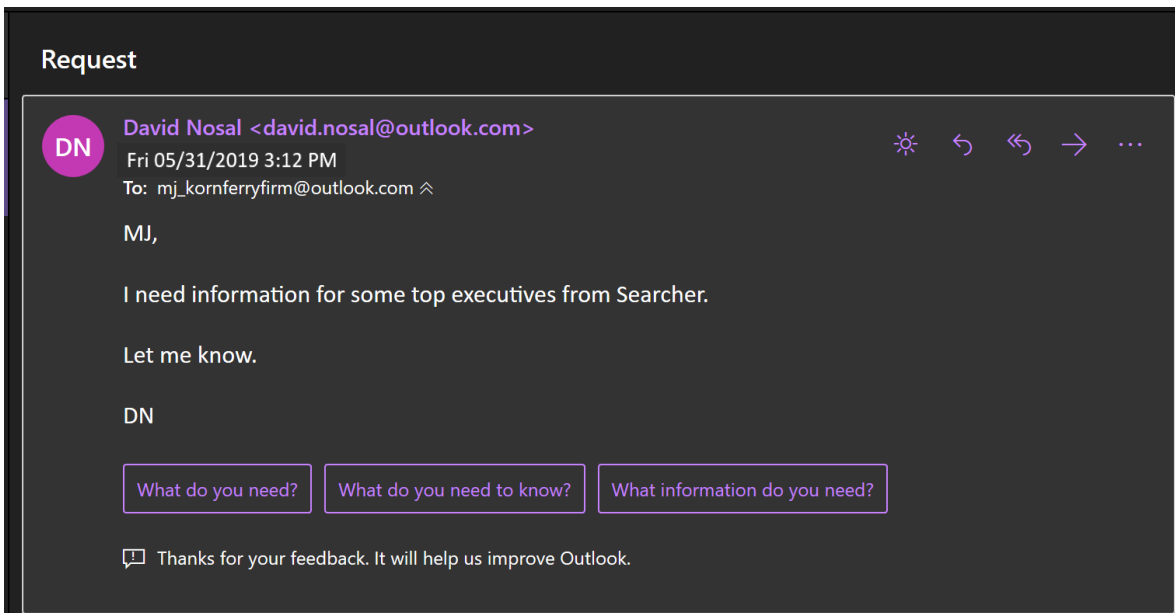 Request
DN
David Nosal <david.nosal@outlook.com>
Fri 05/31/2019 3:12 PM
To: mj_kornferryfirm@outlook.com
MJ,
I need information for some top executives from Searcher.
Let me know.
DN
What do you need?
What do you need to know?
What information do you need?
Thanks for your feedback. It will help us improve Outlook.